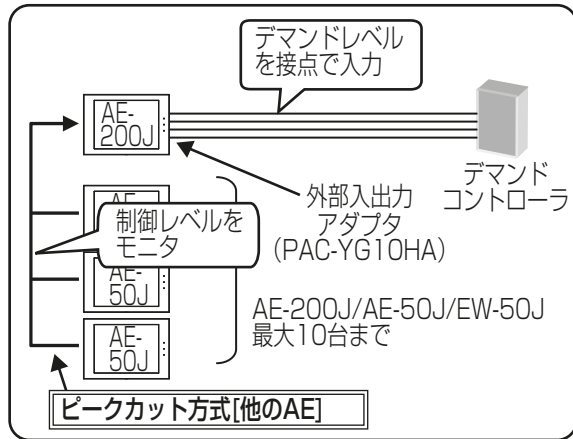 デマンドレベル
を接点で入力
AE-
200J
デマンド
コントローラ
外部入出力
アダプタ
（PAC-YG10HA）
制御レベルを
モニタ
AE-
50J
AE-200J/AE-50J/EW-50J
最大10台まで
AE-
50J
ピークカット方式[他のAE]